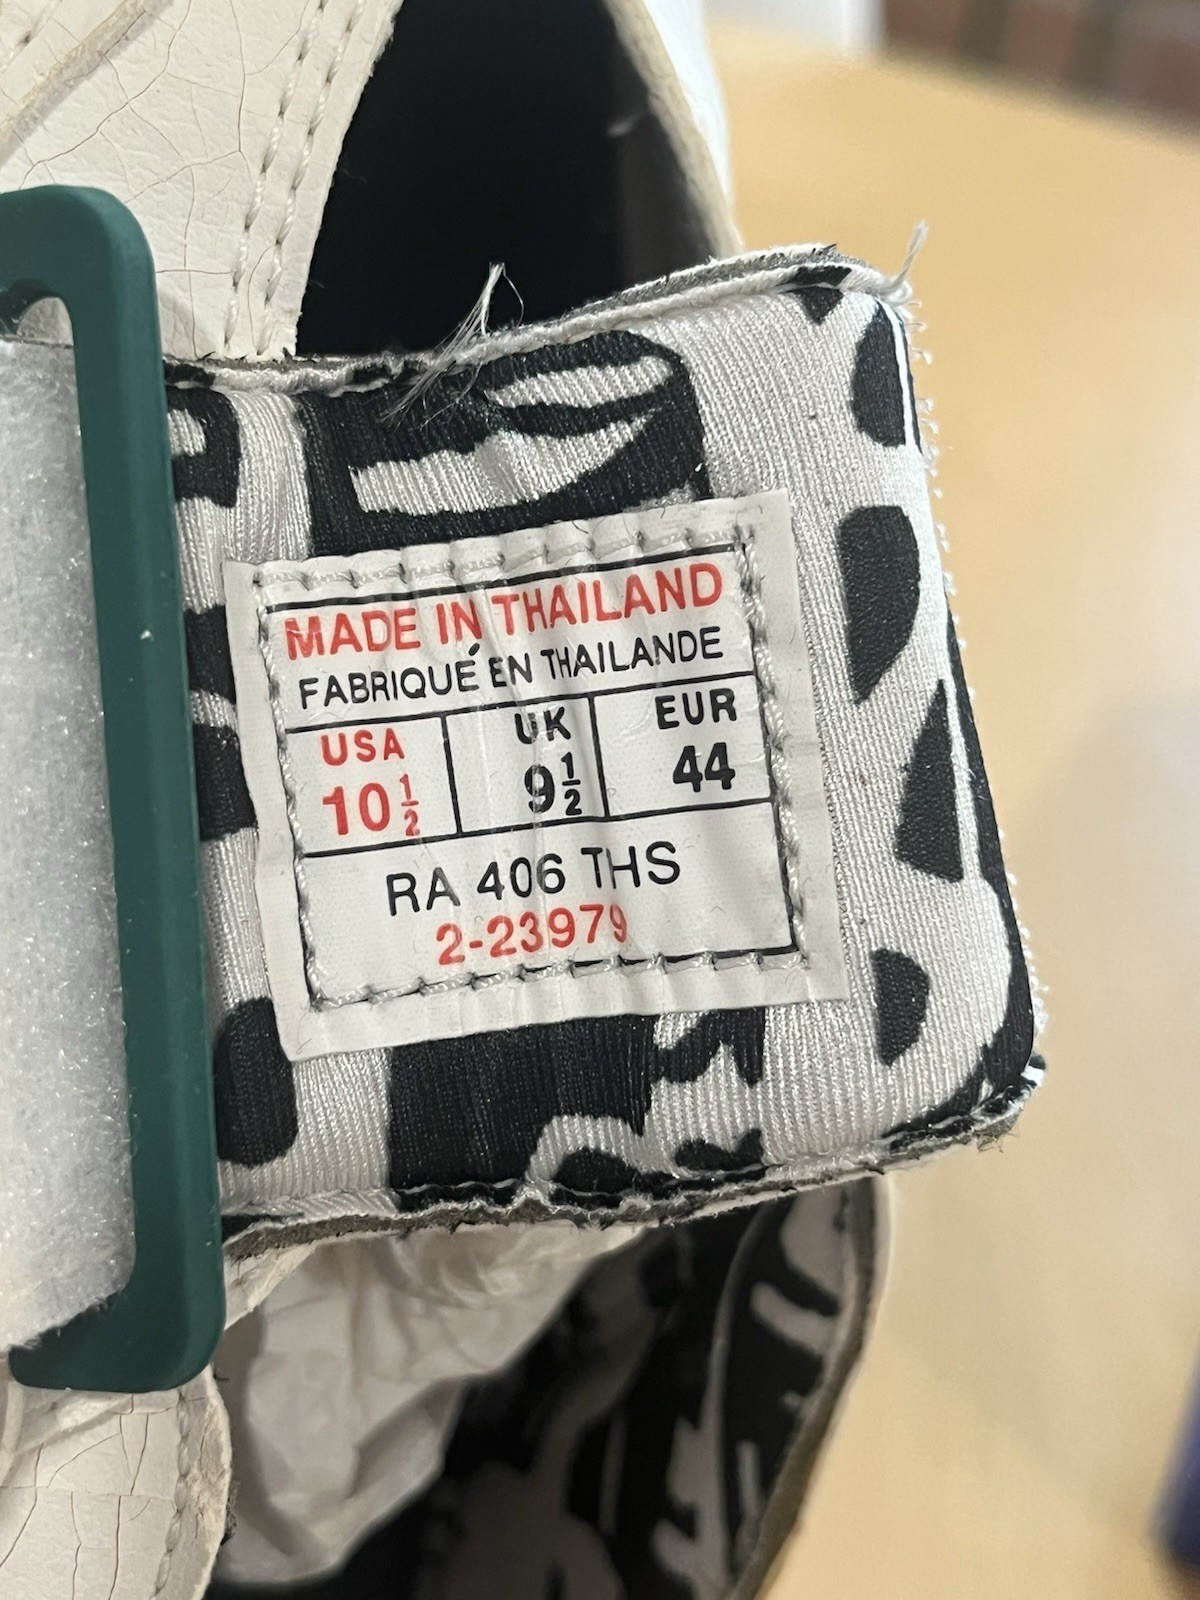 MADE IN THAILAND
FABRIQUÉ EN THAILANDE
USA UK EUR
10½ 9½ 44
RA 406 THS
2-23979